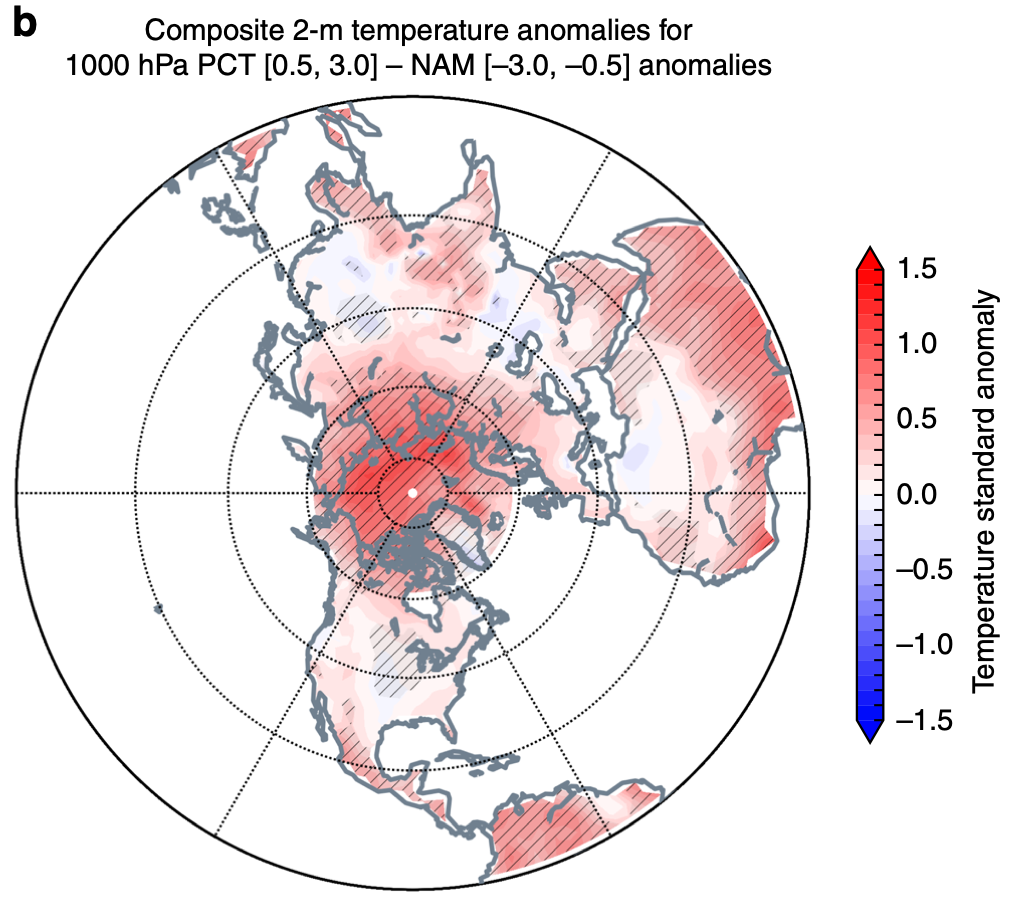 b
Composite 2-m temperature anomalies for
1000 hPa PCT [0.5, 3.0] – NAM [–3.0, –0.5] anomalies
1.5
1.0
0.5
0.0
–0.5
–1.0
–1.5
Temperature standard anomaly